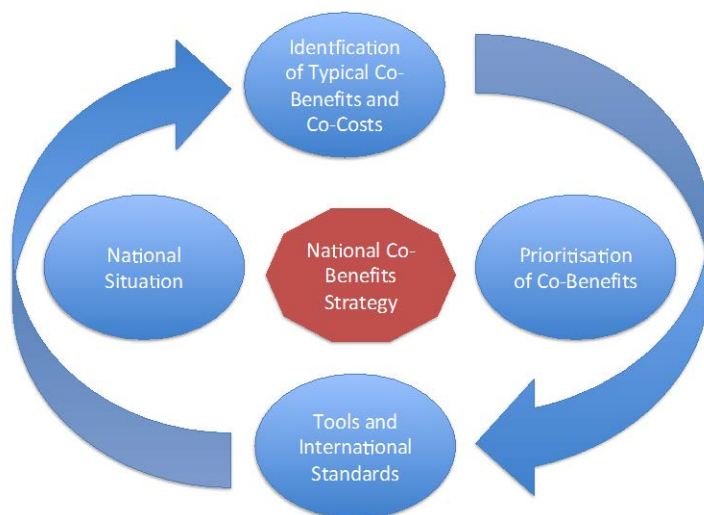 Identfication
of Typical Co-
Benefits and
Co-Costs
National
Situation
National Co-
Benefits
Strategy
Prioritisation
of Co-Benefits
Tools and
International
Standards